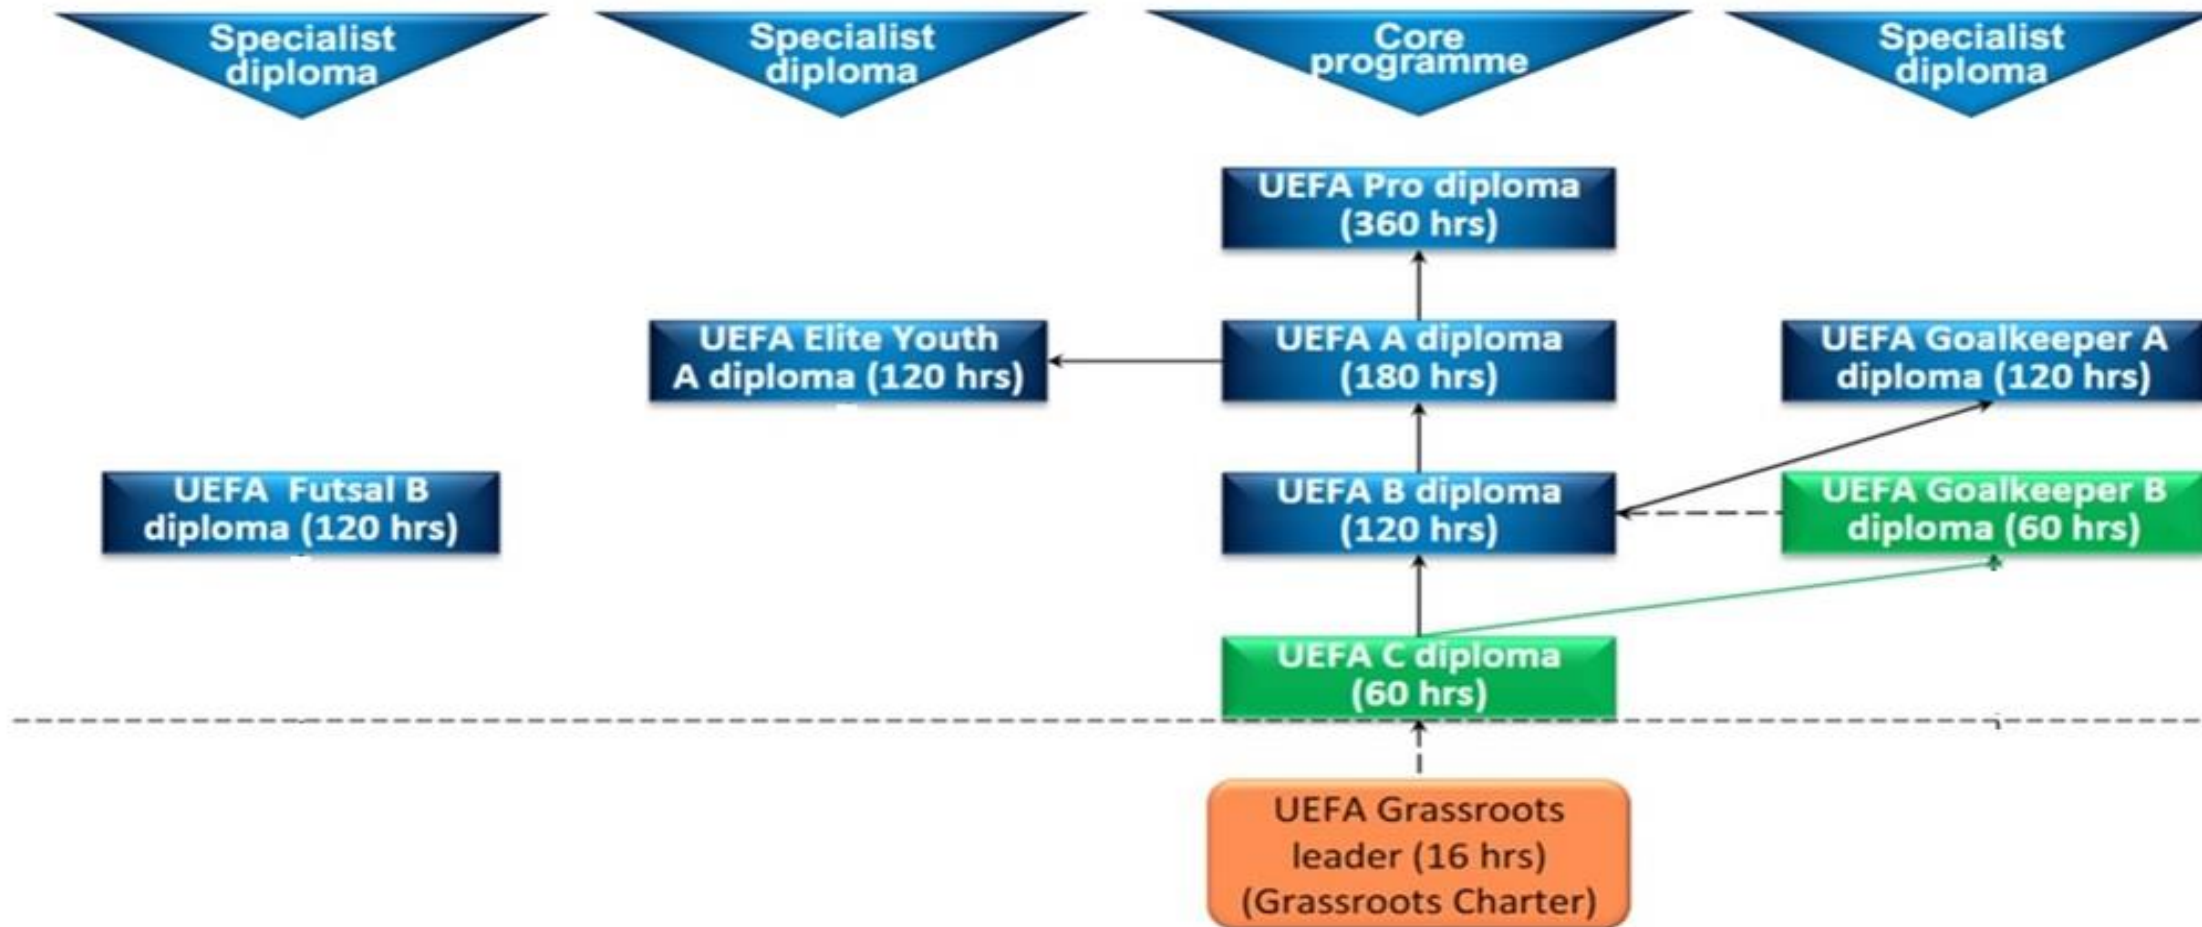 Specialist
diploma
Specialist
diploma
Core
programme
Specialist
diploma
UEFA Pro diploma
(360 hrs)
UEFA Elite Youth
A diploma (120 hrs)
UEFA A diploma
(180 hrs)
UEFA Goalkeeper A
diploma (120 hrs)
UEFA Futsal B
diploma (120 hrs)
UEFA B diploma
(120 hrs)
UEFA Goalkeeper B
diploma (60 hrs)
UEFA C diploma
(60 hrs)
UEFA Grassroots
leader (16 hrs)
(Grassroots Charter)